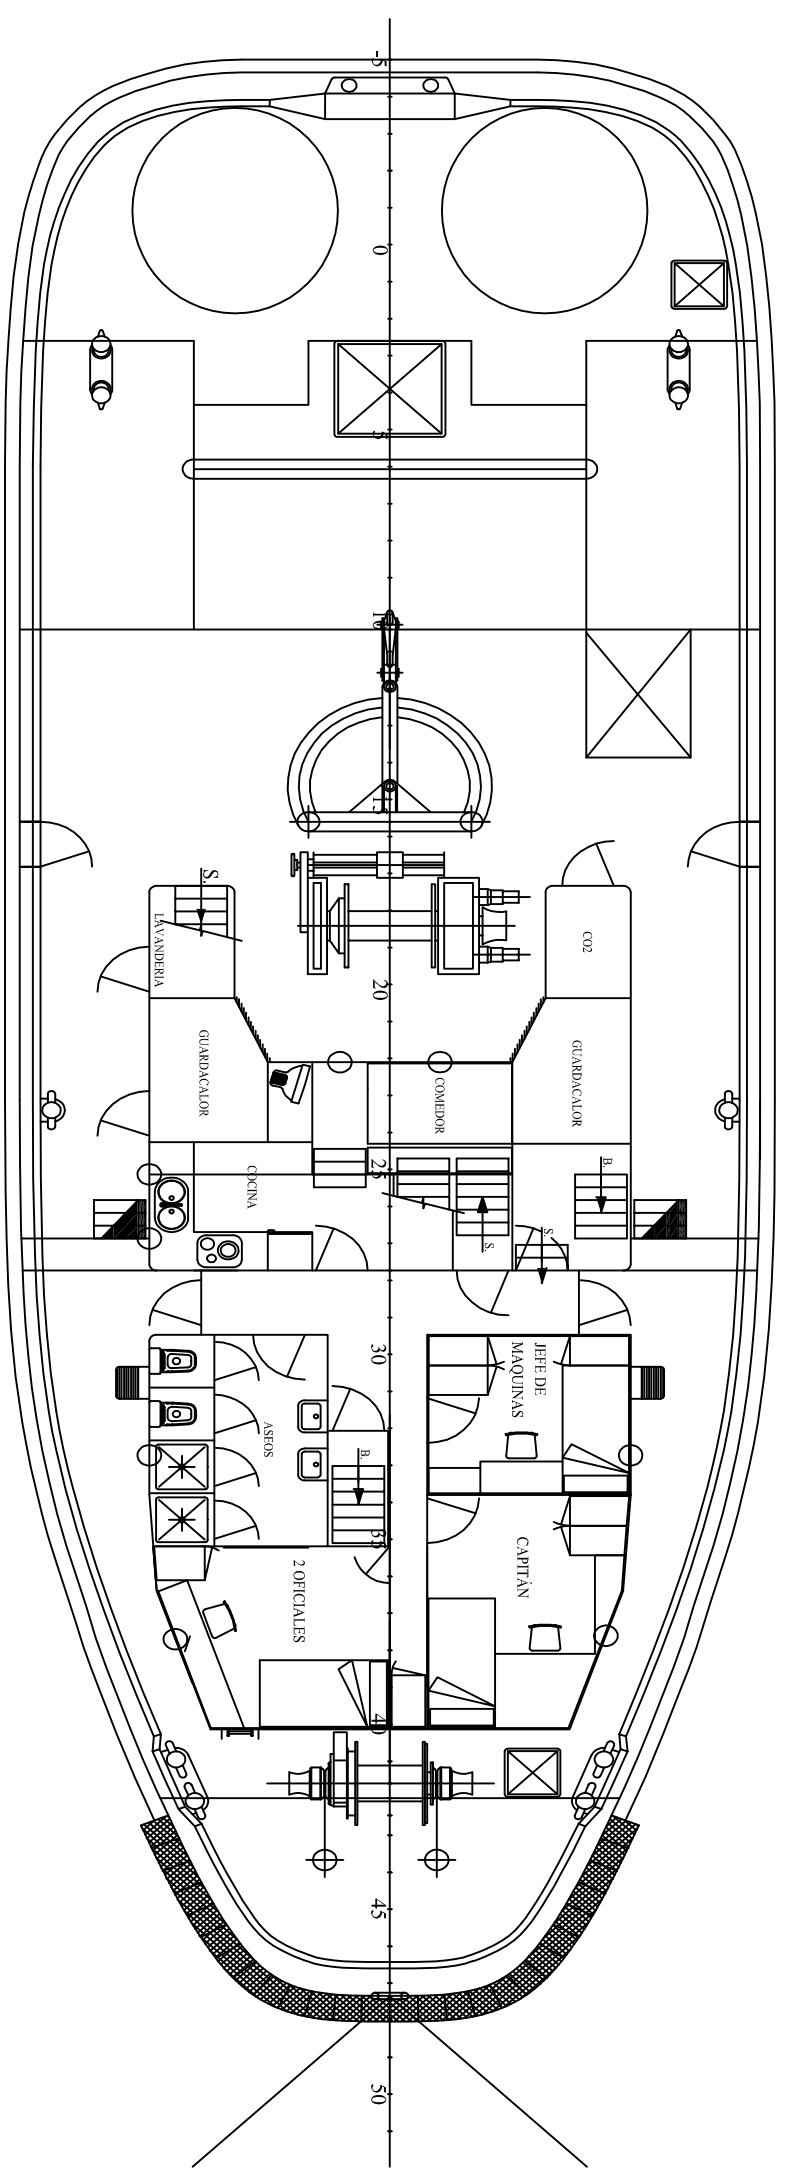 -5
0
5
10
15
S.
LAVANDERIA
CO2
20
GUARDACALOR
GUARDACALOR
COMEDOR
25
COCINA
B.
S.
S.
30
JEFE DE
MAQUINAS
ASEOS
B.
35
CAPITÁN
2 OFICIALES
40
45
50